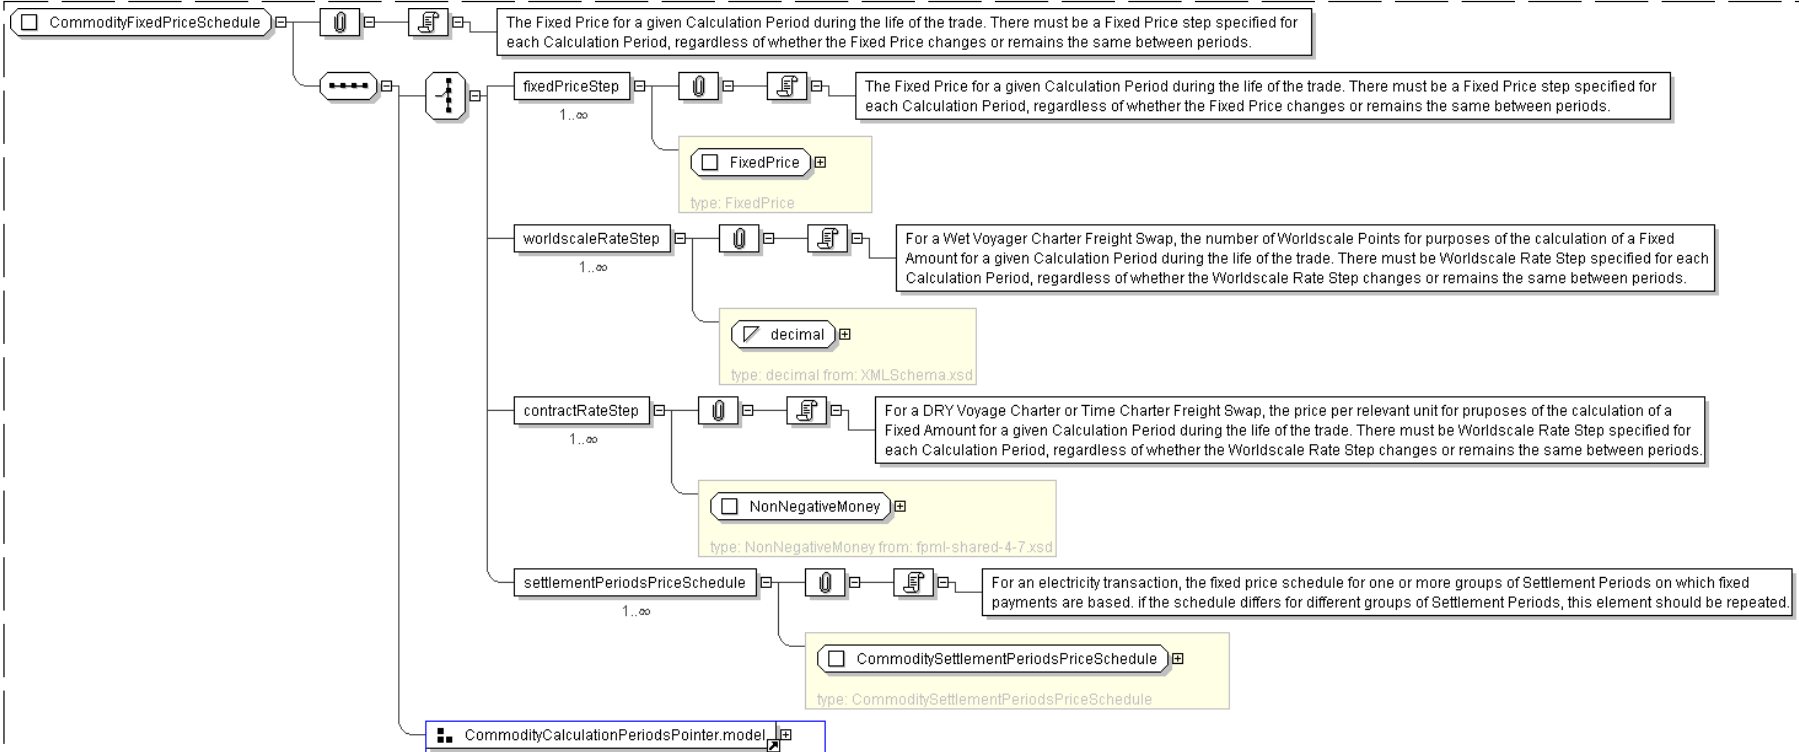 CommodityFixedPriceSchedule
The Fixed Price for a given Calculation Period during the life of the trade. There must be a Fixed Price step specified for
each Calculation Period, regardless of whether the Fixed Price changes or remains the same between periods.
fixedPriceStep
1..∞
The Fixed Price for a given Calculation Period during the life of the trade. There must be a Fixed Price step specified for
each Calculation Period, regardless of whether the Fixed Price changes or remains the same between periods.
FixedPrice
type: FixedPrice
worldscaleRateStep
1..∞
For a Wet Voyager Charter Freight Swap, the number of Worldscale Points for purposes of the calculation of a Fixed
Amount for a given Calculation Period during the life of the trade. There must be Worldscale Rate Step specified for each
Calculation Period, regardless of whether the Worldscale Rate Step changes or remains the same between periods.
decimal
type: decimal from: XMLSchema.xsd
contractRateStep
1..∞
For a DRY Voyage Charter or Time Charter Freight Swap, the price per relevant unit for pruposes of the calculation of a
Fixed Amount for a given Calculation Period during the life of the trade. There must be Worldscale Rate Step specified for
each Calculation Period, regardless of whether the Worldscale Rate Step changes or remains the same between periods.
NonNegativeMoney
type: NonNegativeMoney from: fpml-shared-4-7.xsd
settlementPeriodsPriceSchedule
1..∞
For an electricity transaction, the fixed price schedule for one or more groups of Settlement Periods on which fixed
payments are based. if the schedule differs for different groups of Settlement Periods, this element should be repeated.
CommoditySettlementPeriodsPriceSchedule
type: CommoditySettlementPeriodsPriceSchedule
CommodityCalculationPeriodsPointer.model